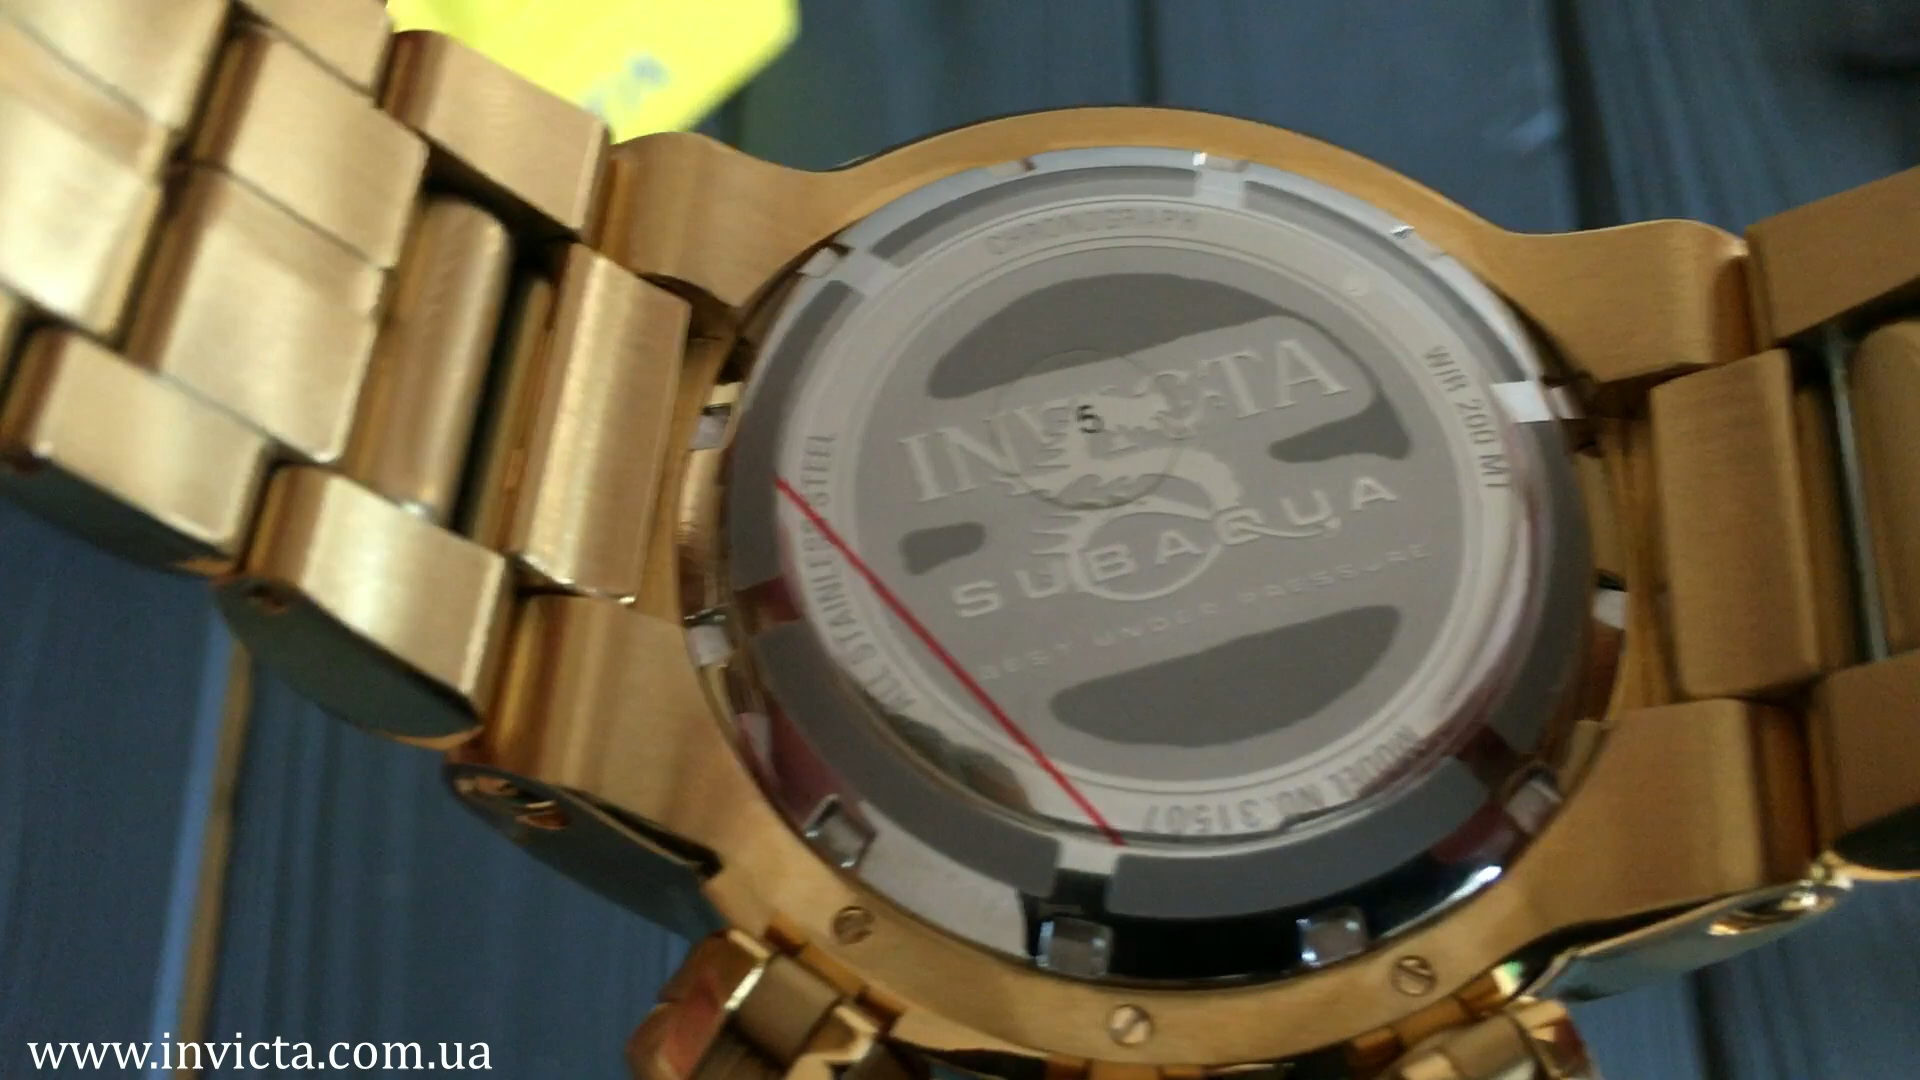 CHRONOGRAPH
WR 200 MT
INVICTA
5
SUBAQUA
BEST UNDER PRESSURE
ALL STAINLESS STEEL
MODEL NO.31507
www.invicta.com.ua